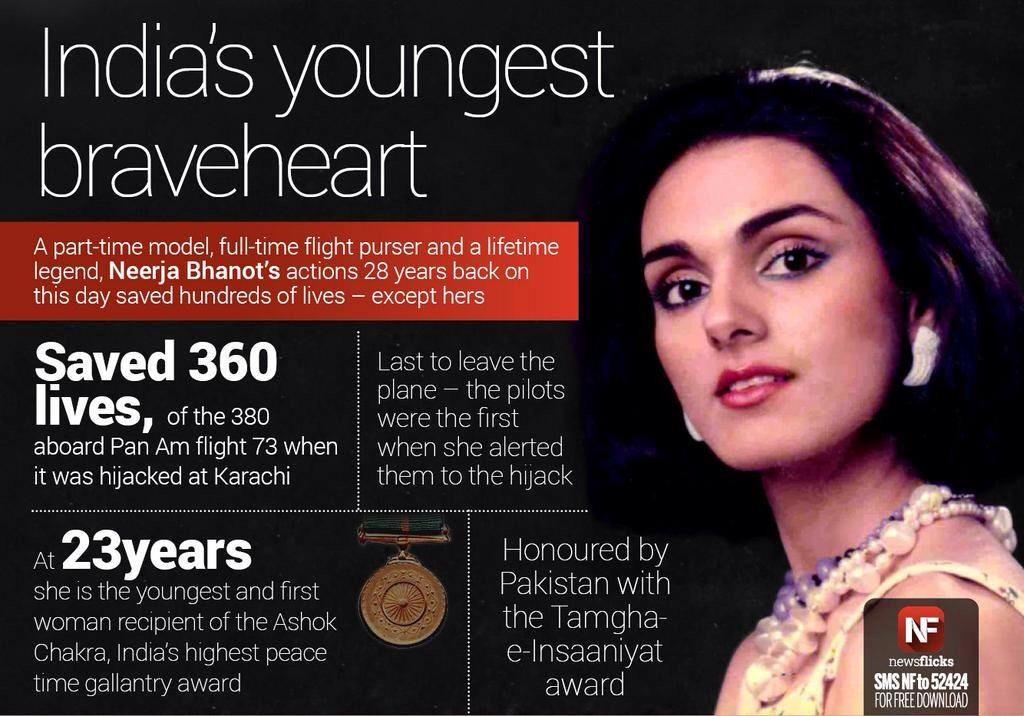 India's youngest
braveheart
A part-time model, full-time flight purser and a lifetime
legend, Neerja Bhanot's actions 28 years back on
this day saved hundreds of lives – except hers
Saved 360
lives, of the 380
aboard Pan Am flight 73 when
it was hijacked at Karachi
Last to leave the
plane – the pilots
were the first
when she alerted
them to the hijack
At 23years
she is the youngest and first
woman recipient of the Ashok
Chakra, India's highest peace
time gallantry award
Honoured by
Pakistan with
the Tamgha-
e-Insaaniyat
award
NF
newsflicks
SMS NF to 52424
FOR FREE DOWNLOAD